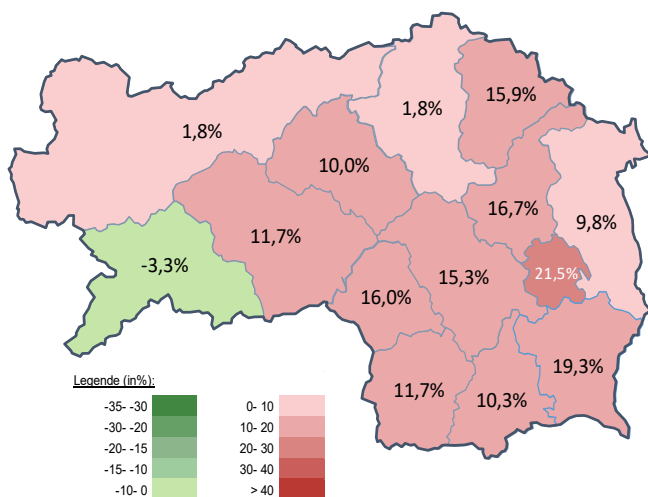 15,9%
1,8%
1,8%
10,0%
16,7%
9,8%
11,7%
-3,3%
21,5%
15,3%
16,0%
19,3%
11,7%
10,3%
Legende (in%):
-35- -30 0- 10
-30- -20 10- 20
-20- -15 20- 30
-15- -10 30- 40
-10- 0 > 40